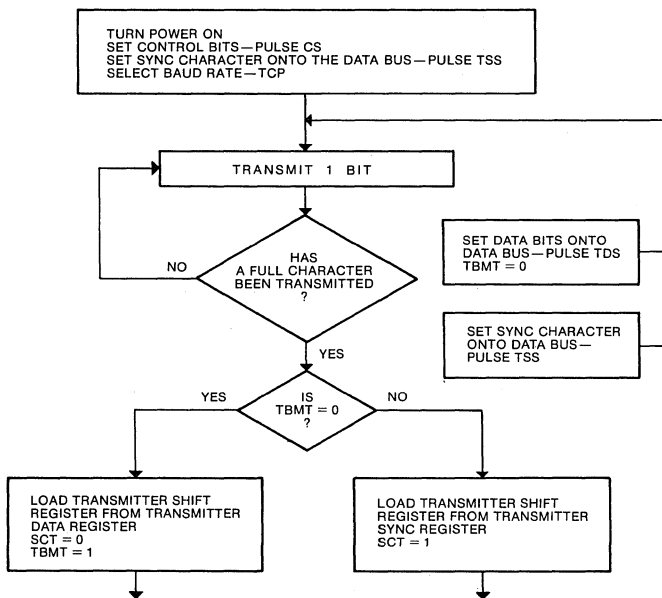 TURN POWER ON
SET CONTROL BITS—PULSE CS
SET SYNC CHARACTER ONTO THE DATA BUS—PULSE TSS
SELECT BAUD RATE—TCP
TRANSMIT 1 BIT
HAS
A FULL CHARACTER
BEEN TRANSMITTED
?
NO
SET DATA BITS ONTO
DATA BUS—PULSE TDS
TBMT = 0
SET SYNC CHARACTER
ONTO DATA BUS—
PULSE TSS
YES
IS
TBMT = 0
?
YES
NO
LOAD TRANSMITTER SHIFT
REGISTER FROM TRANSMITTER
DATA REGISTER
SCT = 0
TBMT = 1
LOAD TRANSMITTER SHIFT
REGISTER FROM TRANSMITTER
SYNC REGISTER
SCT = 1